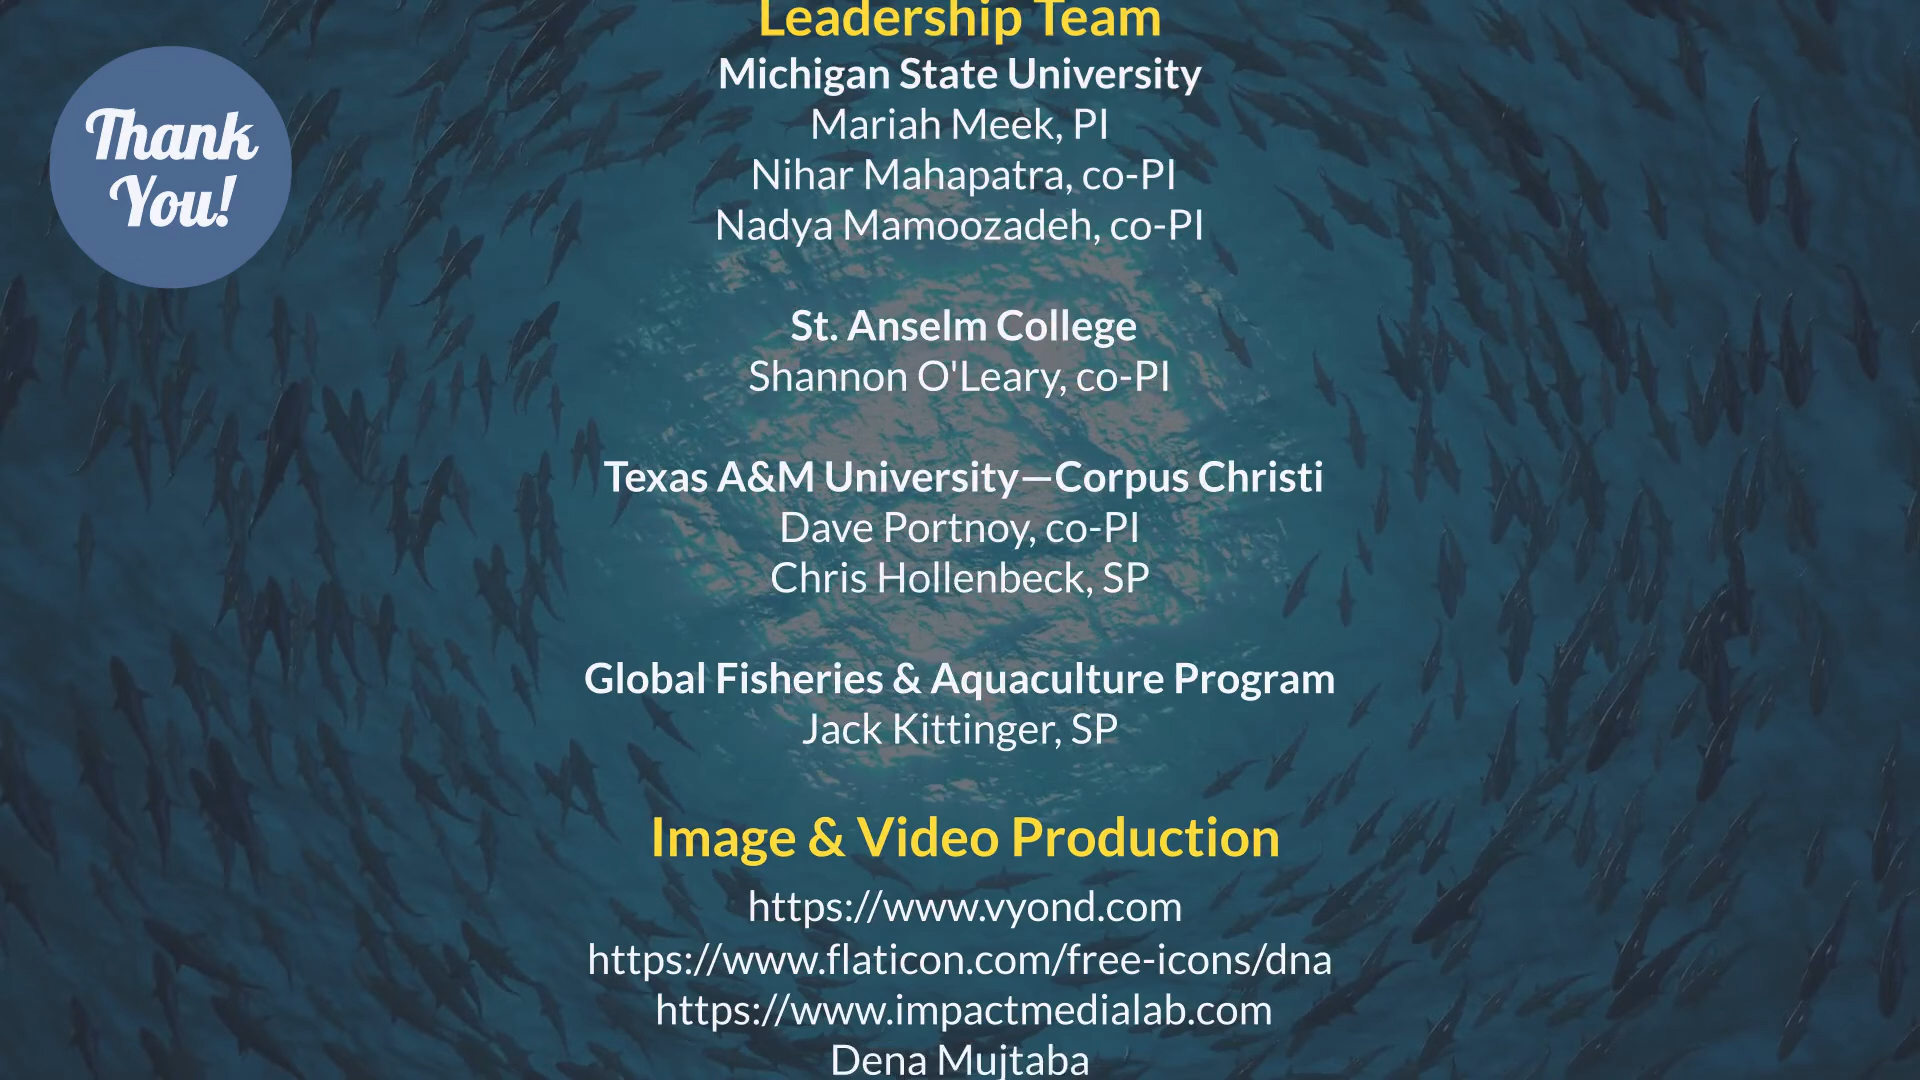 Leadership Team
Thank
You!
Michigan State University
Mariah Meek, PI
Nihar Mahapatra, co-PI
Nadya Mamoozadeh, co-PI
St. Anselm College
Shannon O'Leary, co-PI
Texas A&M University—Corpus Christi
Dave Portnoy, co-PI
Chris Hollenbeck, SP
Global Fisheries & Aquaculture Program
Jack Kittinger, SP
Image & Video Production
https://www.vyond.com
https://www.flaticon.com/free-icons/dna
https://www.impactmedialab.com
Dena Mujtaba